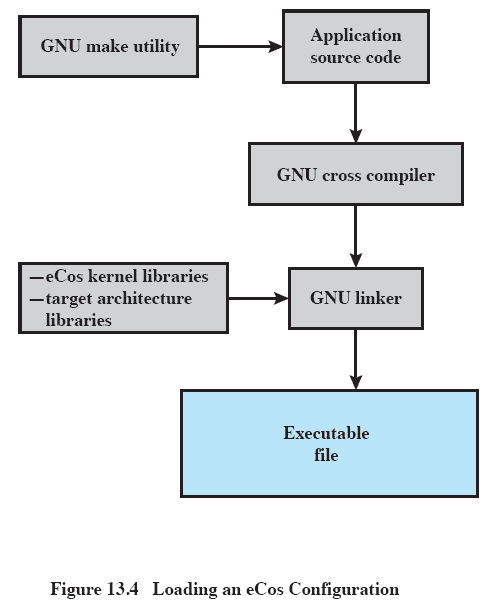 GNU make utility
Application
source code
GNU cross compiler
—eCos kernel libraries
—target architecture
libraries
GNU linker
Executable
file
Figure 13.4 Loading an eCos Configuration